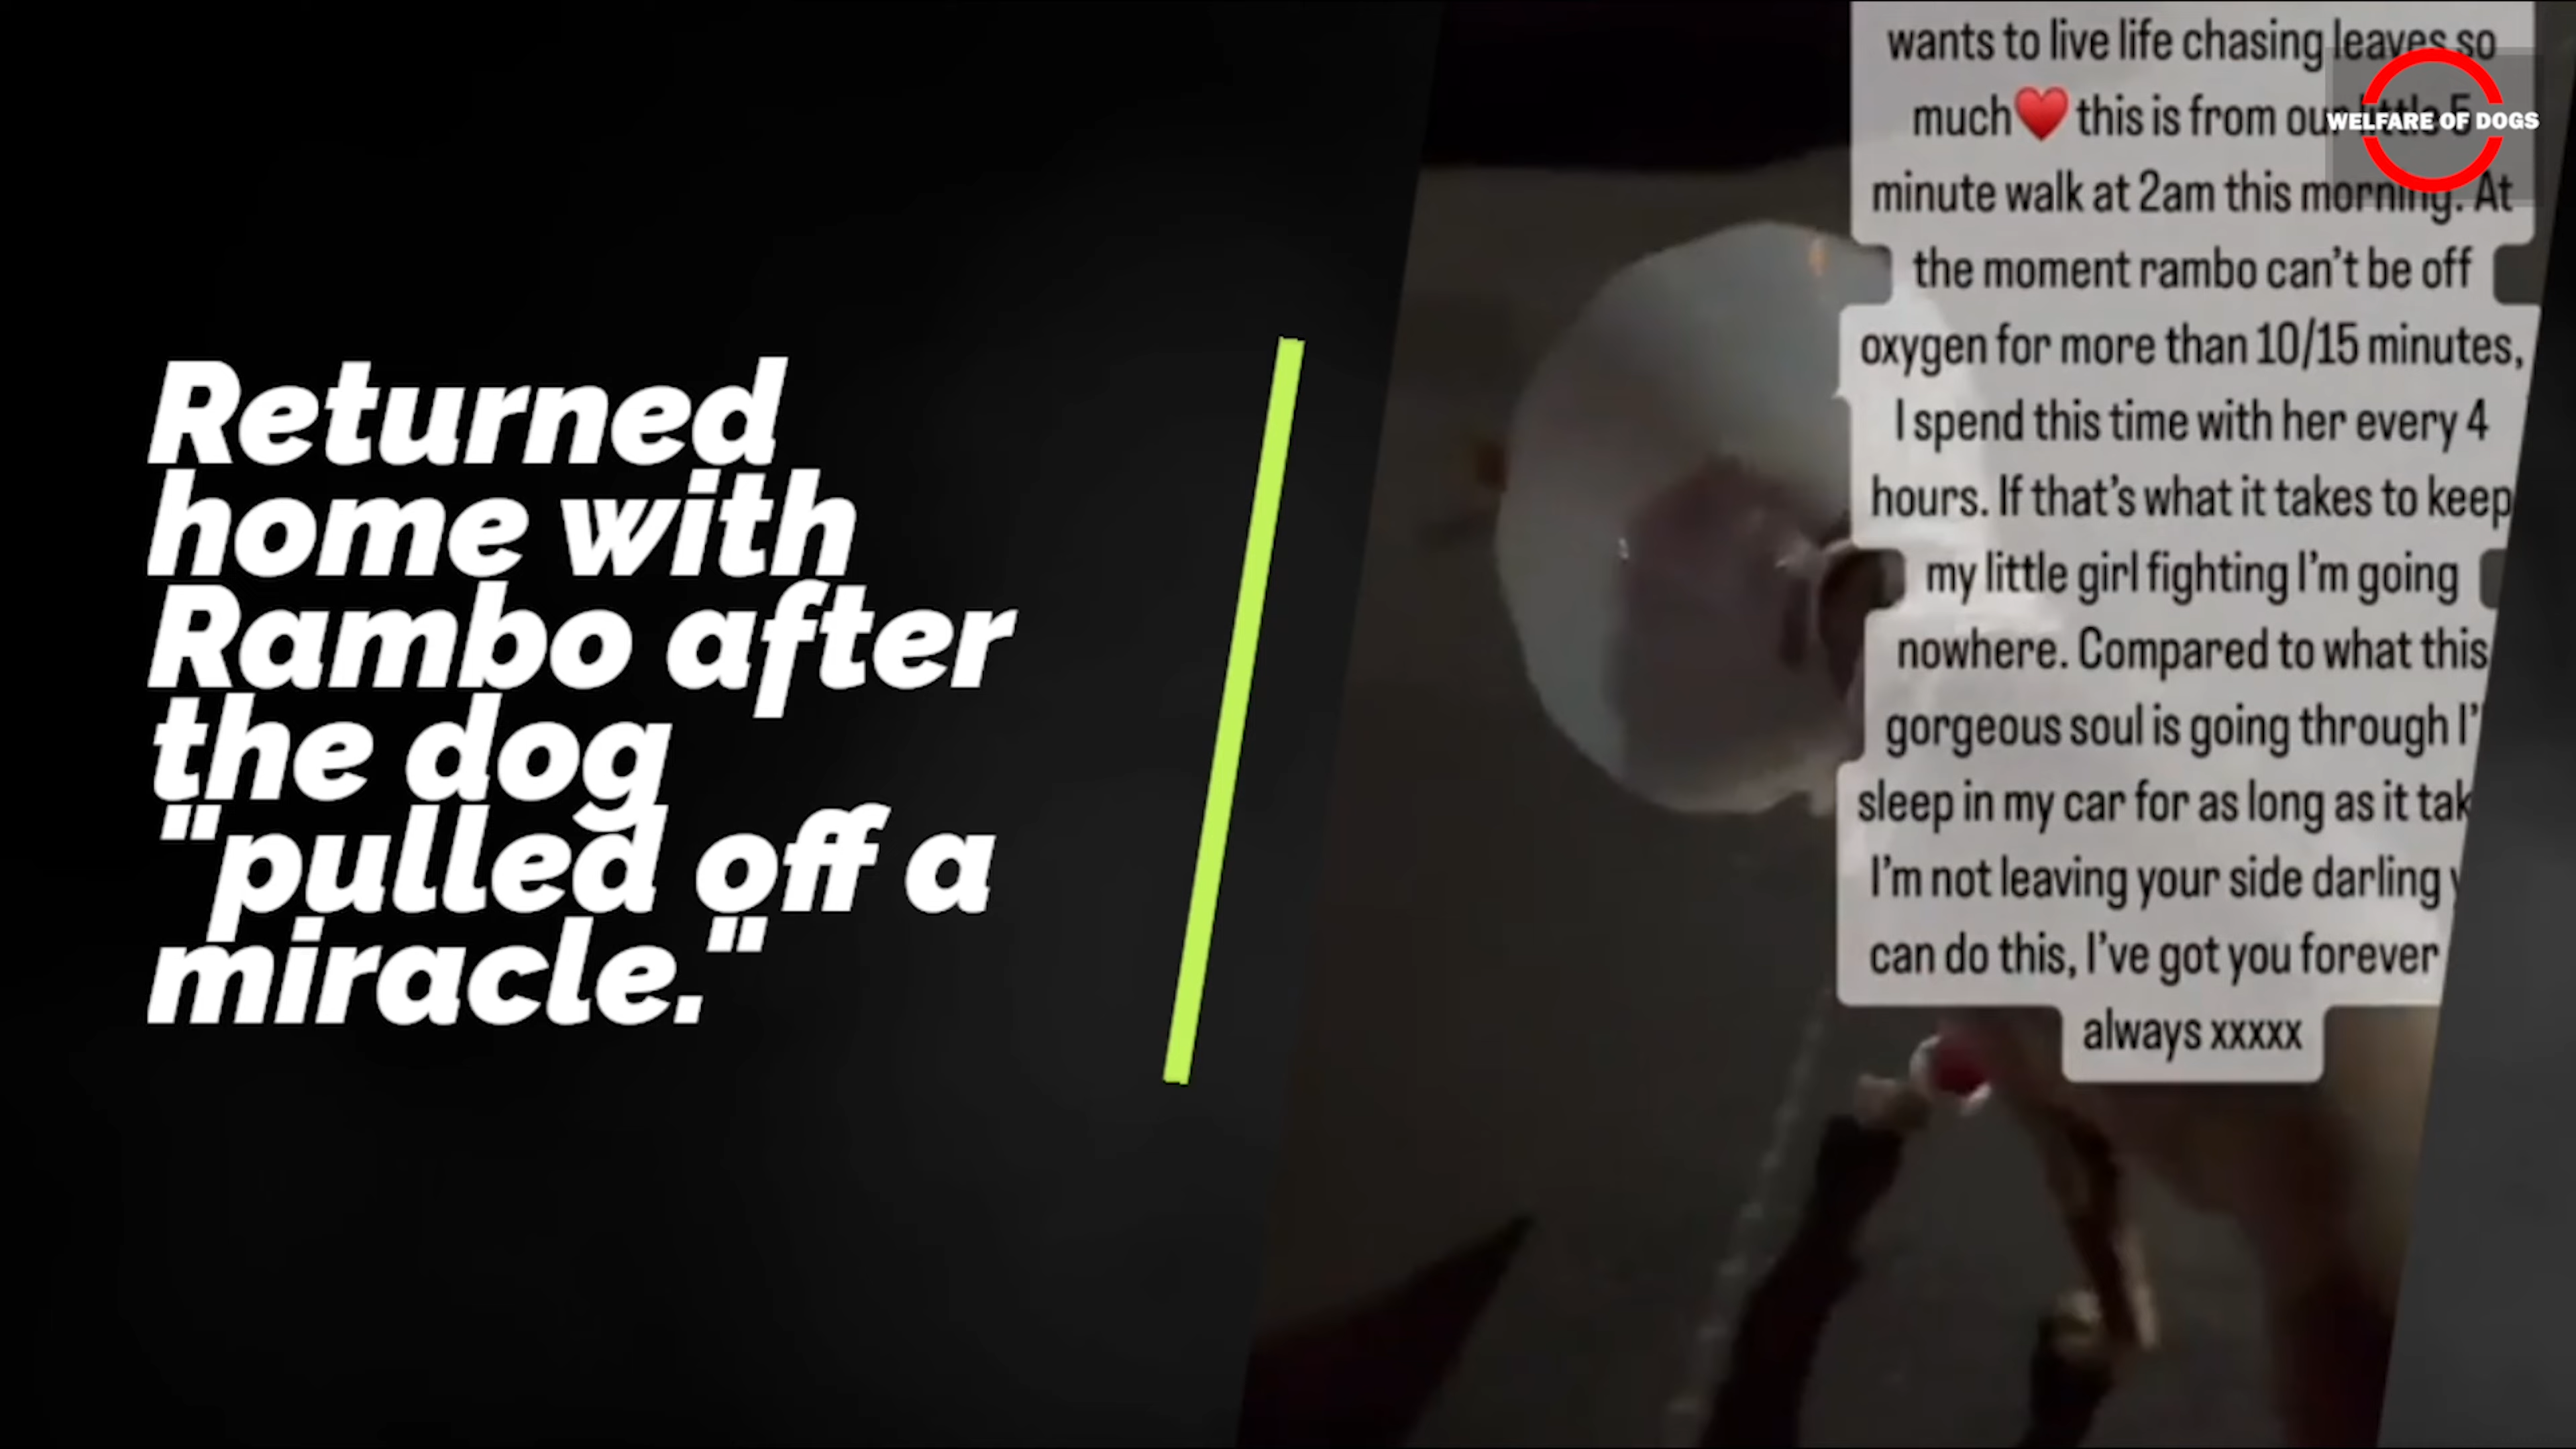 Returned
home with
Rambo after
the dog
"pulled off a
miracle."
wants to live life chasing leaves so
much❤️ this is from our little 5
minute walk at 2am this morning. At
the moment rambo can't be off
oxygen for more than 10/15 minutes,
I spend this time with her every 4
hours. If that's what it takes to keep
my little girl fighting I'm going
nowhere. Compared to what this
gorgeous soul is going through I'
sleep in my car for as long as it tak
I'm not leaving your side darling
can do this, I've got you forever
always xxxxx
WELFARE OF DOGS